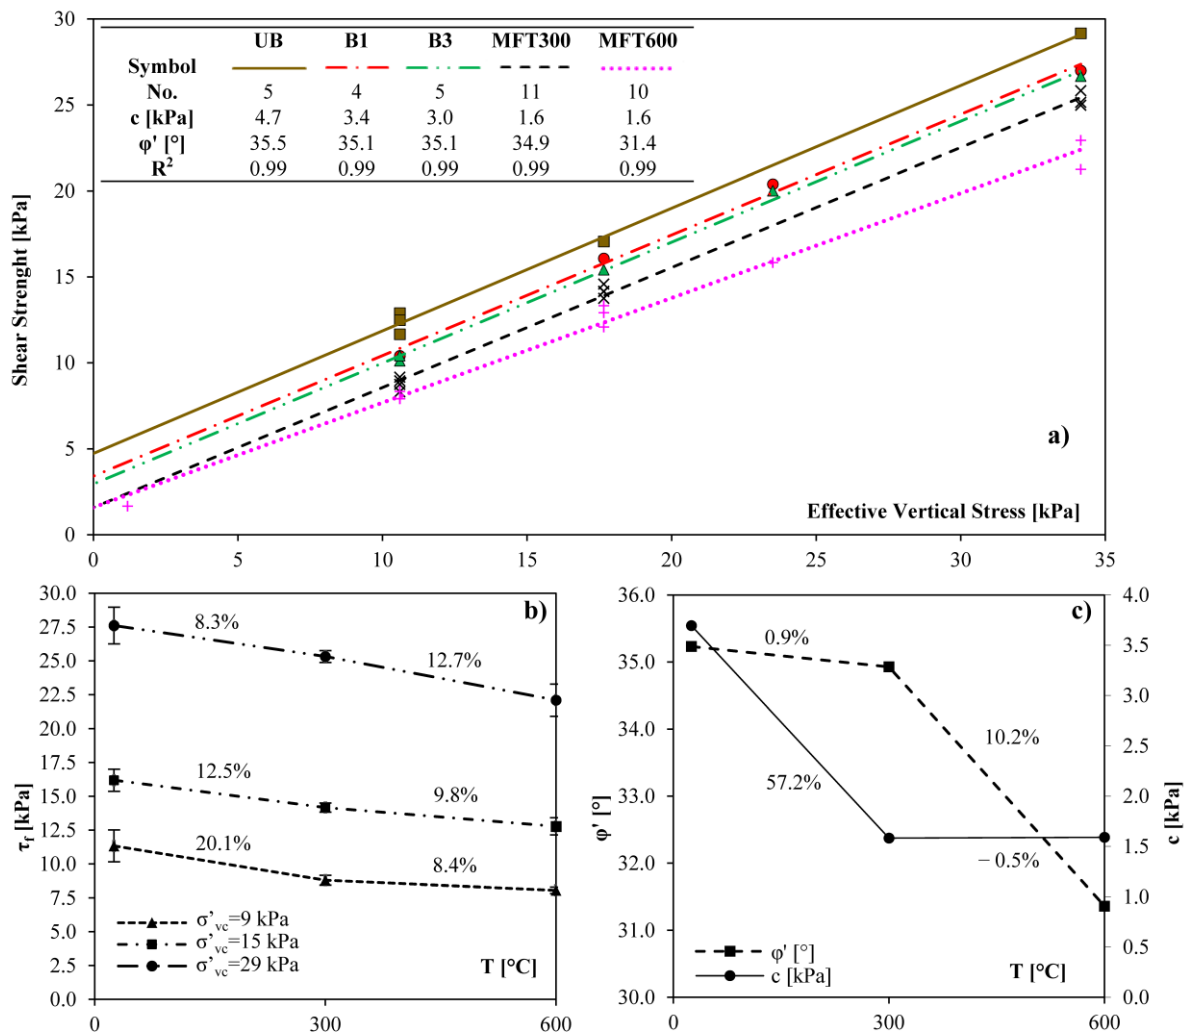 30
UB B1 B3 MFT300 MFT600
Symbol
No. 5 4 5 11 10
c [kPa] 4.7 3.4 3.0 1.6 1.6
φ' [°] 35.5 35.1 35.1 34.9 31.4
R² 0.99 0.99 0.99 0.99 0.99
25
20
15
10
5
0
Shear Strenght [kPa]
a)
Effective Vertical Stress [kPa]
0 5 10 15 20 25 30 35
30.0
27.5
25.0
22.5
20.0
17.5
15.0
12.5
10.0
7.5
5.0
2.5
0.0
τf [kPa]
b)
8.3%
12.7%
12.5%
9.8%
20.1%
8.4%
σ'vc=9 kPa
σ'vc=15 kPa
σ'vc=29 kPa
T [°C]
0 300 600
36.0
35.0
34.0
33.0
32.0
31.0
30.0
φ' [°]
c)
0.9%
10.2%
57.2%
−0.5%
φ' [°]
c [kPa]
T [°C]
0 300 600
4.0
3.5
3.0
2.5
2.0
1.5
1.0
0.5
0.0
c [kPa]